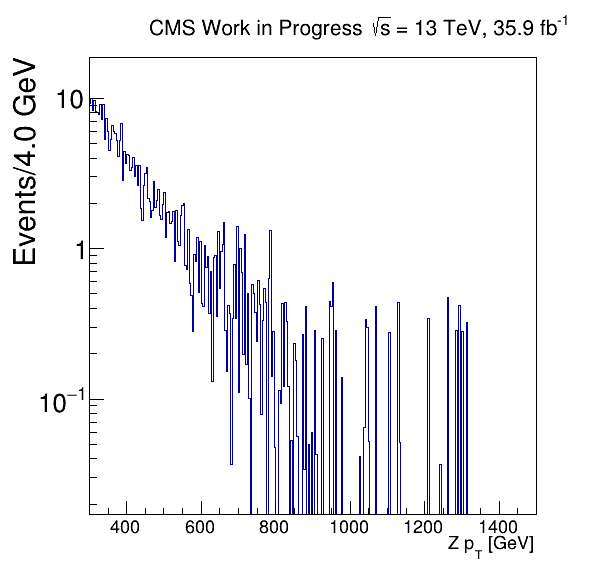 CMS Work in Progress √s = 13 TeV, 35.9 fb⁻¹
Events/4.0 GeV
10
1
10⁻¹
400 600 800 1000 1200 1400
Z p_T [GeV]